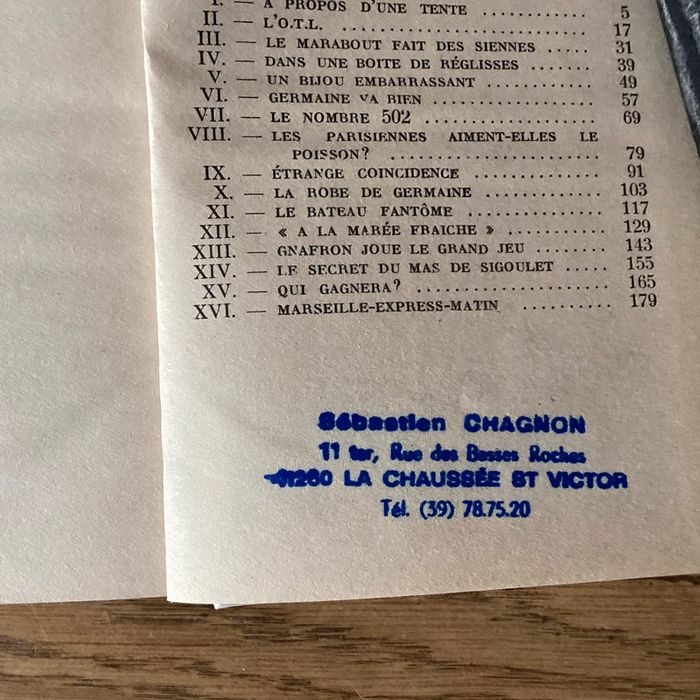 I. — A PROPOS D'UNE TENTE ............ 5
II. — L'O.T.L. ............ 17
III. — LE MARABOUT FAIT DES SIENNES ..... 31
IV. — DANS UNE BOITE DE RÉGLISSES ....... 39
V. — UN BIJOU EMBARRASSANT ............ 49
VI. — GERMAINE VA BIEN ................. 57
VII. — LE NOMBRE 502 ..................... 69
VIII. — LES PARISIENNES AIMENT-ELLES LE
POISSON? ......................... 79
IX. — ÉTRANGE COINCIDENCE .............. 91
X. — LA ROBE DE GERMAINE ............... 103
XI. — LE BATEAU FANTÔME ................. 117
XII. — « A LA MARÉE FRAICHE » ............ 129
XIII. — GNAFRON JOUE LE GRAND JEU ........ 143
XIV. — LE SECRET DU MAS DE SIGOULET ..... 155
XV. — QUI GAGNERA? ...................... 165
XVI. — MARSEILLE-EXPRESS-MATIN .......... 179
Sébastien CHAGNON
11 ter, Rue des Basses Roches
41260 LA CHAUSSÉE ST VICTOR
Tél. (39) 78.75.20